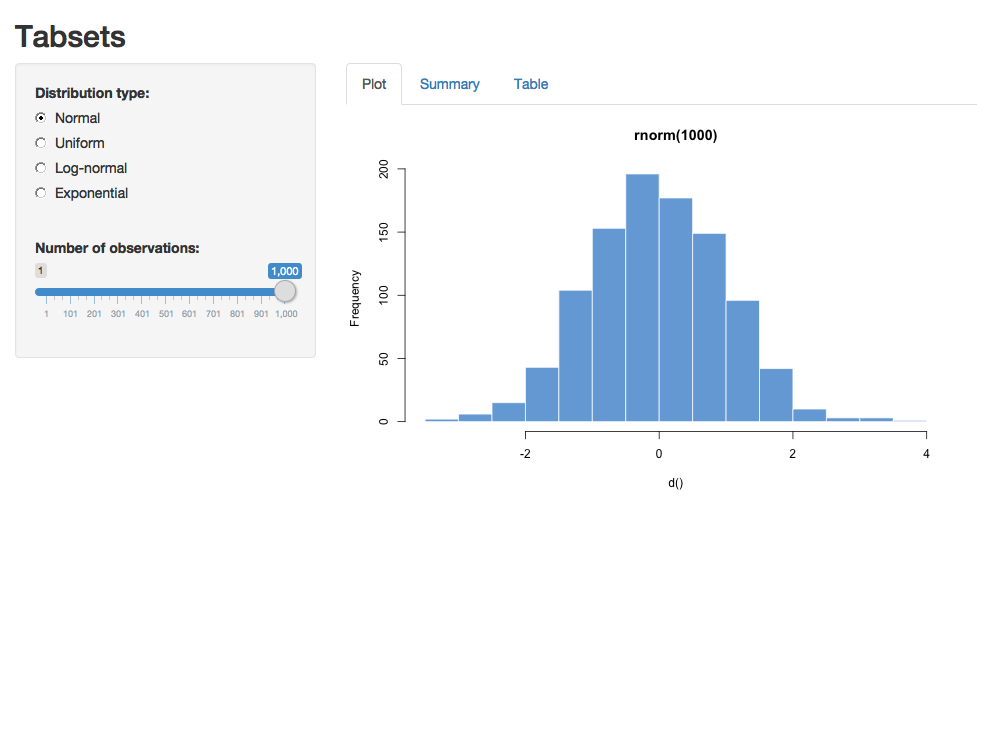 Tabsets
Distribution type:
Normal
Uniform
Log-normal
Exponential
Number of observations:
1 1,000
1 101 201 301 401 501 601 701 801 901 1,000
Plot Summary Table
rnorm(1000)
Frequency
200
150
100
50
0
-2 0 2 4
d()